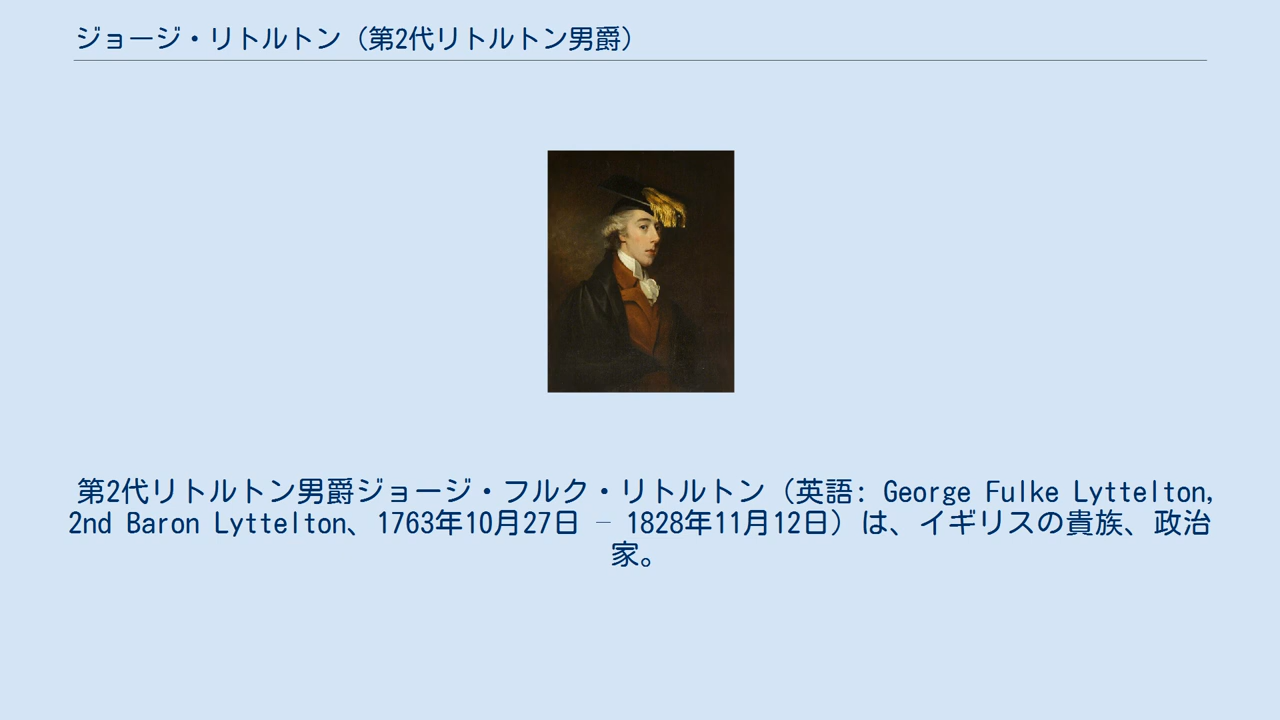 ジョージ・リトルトン（第2代リトルトン男爵）
第2代リトルトン男爵ジョージ・フルク・リトルトン（英語: George Fulke Lyttelton,
2nd Baron Lyttelton、1763年10月27日 – 1828年11月12日）は、イギリスの貴族、政治
家。